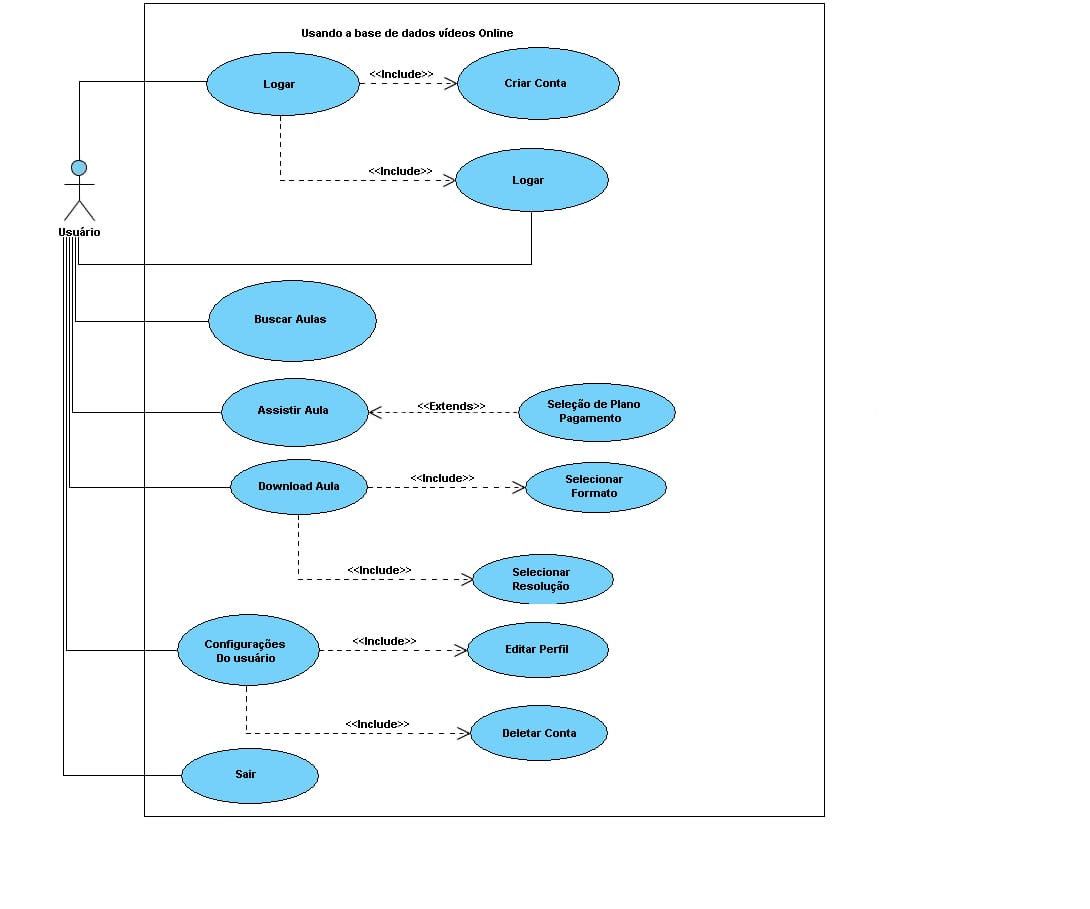 Usando a base de dados vídeos Online
Logar
<<Include>>
Criar Conta
<<Include>>
Logar
Usuário
Buscar Aulas
Assistir Aula
<<Extends>>
Seleção de Plano
Pagamento
Download Aula
<<Include>>
Selecionar
Formato
<<Include>>
Selecionar
Resolução
Configurações
Do usuário
<<Include>>
Editar Perfil
<<Include>>
Deletar Conta
Sair